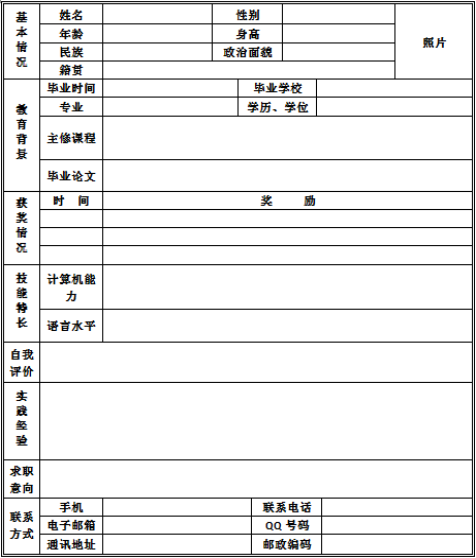 基本情况
姓名 性别 照片
年龄 身高
民族 政治面貌
籍贯
教育背景
毕业时间 毕业学校
专业 学历、学位
主修课程
毕业论文
获奖情况
时 间 奖 励
技能特长
计算机能
力
语言水平
自我
评价
实践经验
求职
意向
联系
方式
手机 联系电话
电子邮箱 QQ 号码
通讯地址 邮政编码